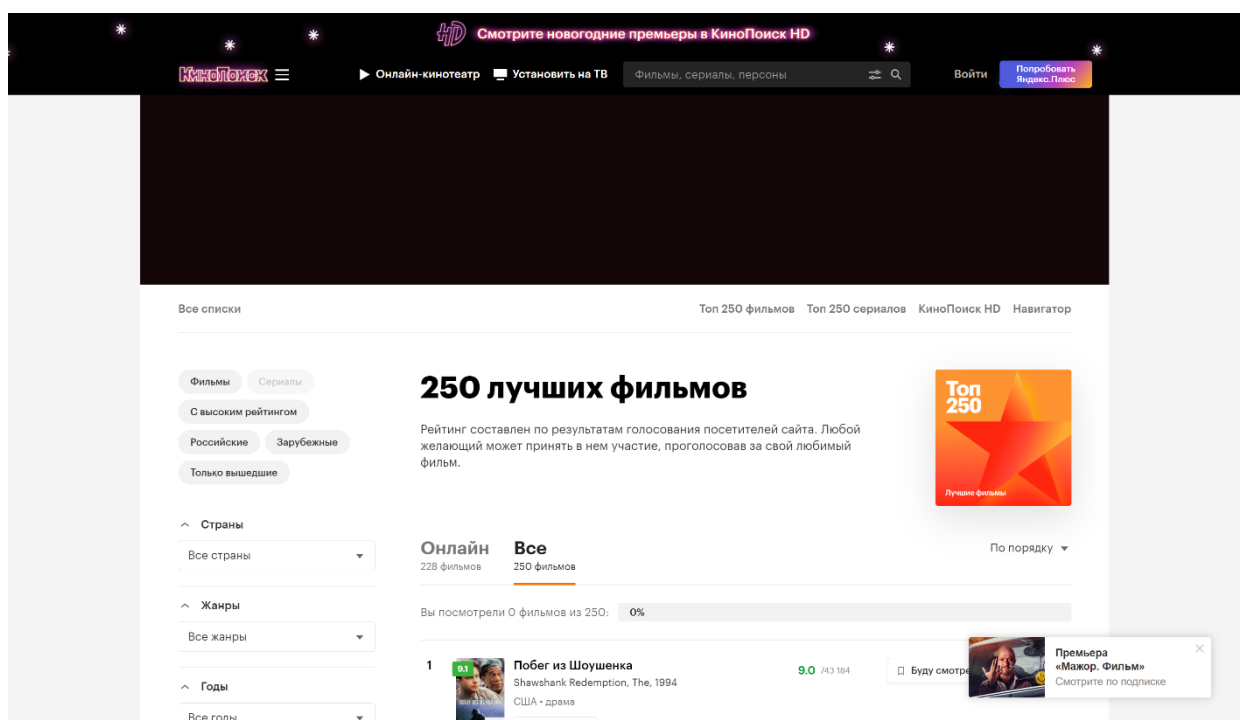 Смотрите новогодние премьеры в КиноПоиск HD
КиноПоиск
Онлайн-кинотеатр
Установить на ТВ
Фильмы, сериалы, персоны
Войти
Попробовать
Яндекс.Плюс
Все списки
Топ 250 фильмов
Топ 250 сериалов
КиноПоиск HD
Навигатор
Фильмы
Сериалы
С высоким рейтингом
Российские
Зарубежные
Только вышедшие
250 лучших фильмов
Рейтинг составлен по результатам голосования посетителей сайта. Любой
желающий может принять в нем участие, проголосовав за свой любимый
фильм.
Топ
250
Лучшие фильмы
Страны
Все страны
Жанры
Все жанры
Годы
Все годы
Онлайн
228 фильмов
Все
250 фильмов
По порядку
Вы посмотрели 0 фильмов из 250:
0%
1
9.1
Побег из Шоушенка
Shawshank Redemption, The, 1994
США • драма
9.0
743 184
Буду смотре
Премьера
«Мажор. Фильм»
Смотрите по подписке